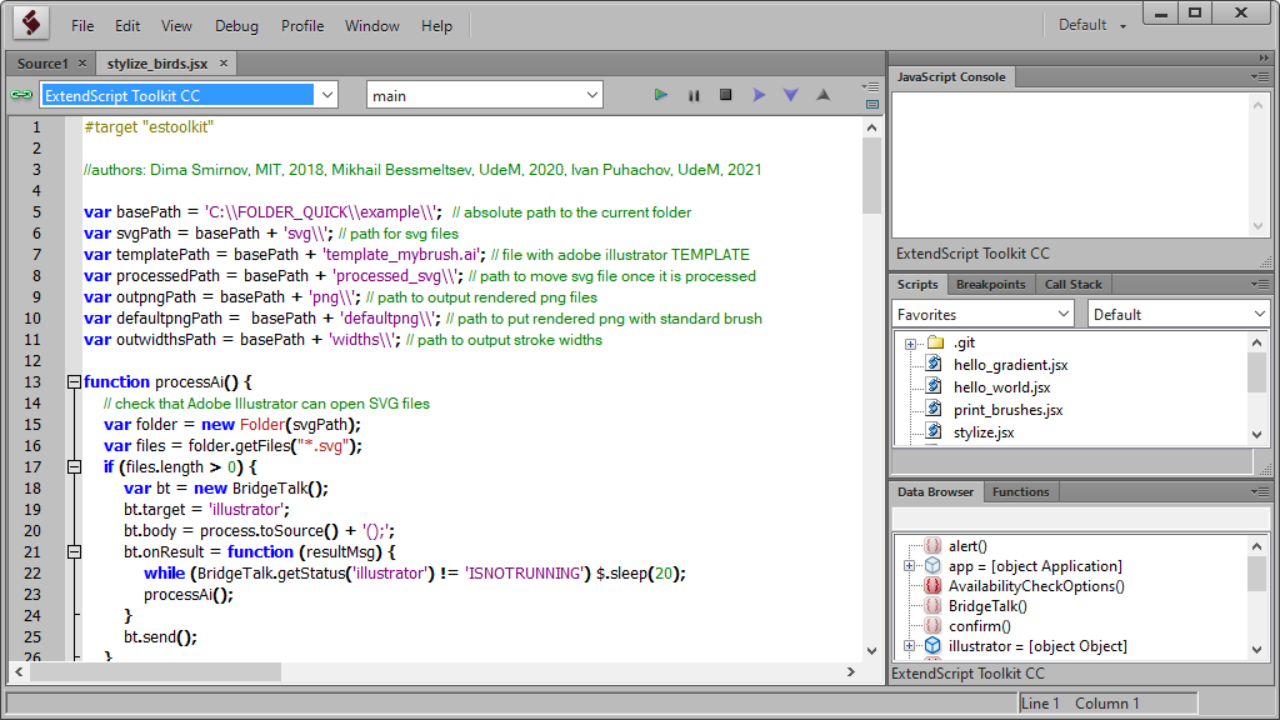 File Edit View Debug Profile Window Help Default
Source1 × stylize_birds.jsx ×
ExtendScript Toolkit CC main
1 #target "estoolkit"
2
3 //authors: Dima Smirnov, MIT, 2018, Mikhail Bessmeltsev, UdeM, 2020, Ivan Puhachov, UdeM, 2021
4
5 var basePath = 'C:\\FOLDER_QUICK\\example\\'; // absolute path to the current folder
6 var svgPath = basePath + 'svg\\'; // path for svg files
7 var templatePath = basePath + 'template_mybrush.ai'; // file with adobe illustrator TEMPLATE
8 var processedPath = basePath + 'processed_svg\\'; // path to move svg file once it is processed
9 var outpngPath = basePath + 'png\\'; // path to output rendered png files
10 var defaultpngPath = basePath + 'defaultpng\\'; // path to put rendered png with standard brush
11 var outwidthsPath = basePath + 'widths\\'; // path to output stroke widths
12
13 function processAi() {
14 // check that Adobe Illustrator can open SVG files
15 var folder = new Folder(svgPath);
16 var files = folder.getFiles("*.svg");
17 if (files.length > 0) {
18 var bt = new BridgeTalk();
19 bt.target = 'illustrator';
20 bt.body = process.toSource() + '();';
21 bt.onResult = function (resultMsg) {
22 while (BridgeTalk.getStatus('illustrator') != 'ISNOTRUNNING') $.sleep(20);
23 processAi();
24 }
25 bt.send();
26 }
JavaScript Console
ExtendScript Toolkit CC
Scripts Breakpoints Call Stack
Favorites Default
.git
hello_gradient.jsx
hello_world.jsx
print_brushes.jsx
stylize.jsx
Data Browser Functions
alert()
app = [object Application]
AvailabilityCheckOptions()
BridgeTalk()
confirm()
illustrator = [object Object]
ExtendScript Toolkit CC
Line 1 Column 1